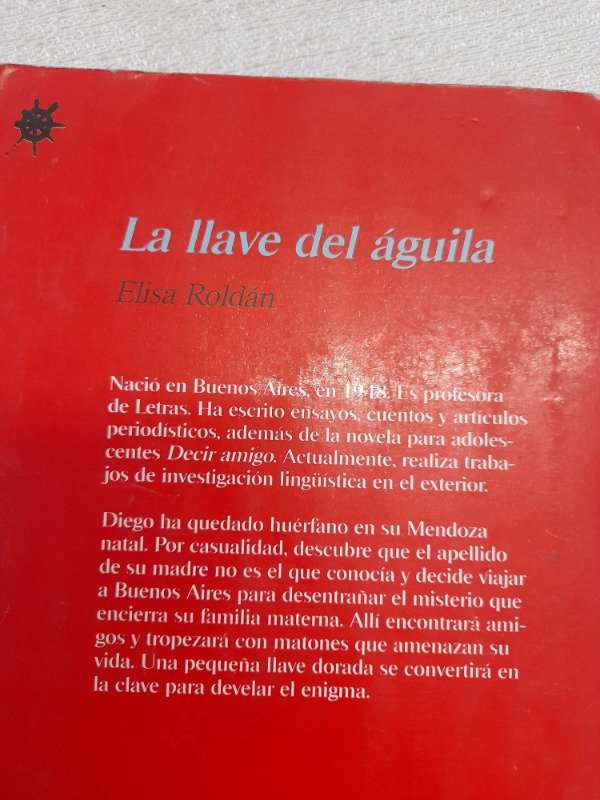 La llave del águila
Elisa Roldán
Nació en Buenos Aires, en 1948. Es profesora
de Letras. Ha escrito ensayos, cuentos y artículos
periodísticos, además de la novela para adoles-
centes Decir amigo. Actualmente, realiza traba-
jos de investigación lingüística en el exterior.
Diego ha quedado huérfano en su Mendoza
natal. Por casualidad, descubre que el apellido
de su madre no es el que conocía y decide viajar
a Buenos Aires para desentrañar el misterio que
encierra su familia materna. Allí encontrará ami-
gos y tropezará con matones que amenazan su
vida. Una pequeña llave dorada se convertirá en
la clave para develar el enigma.